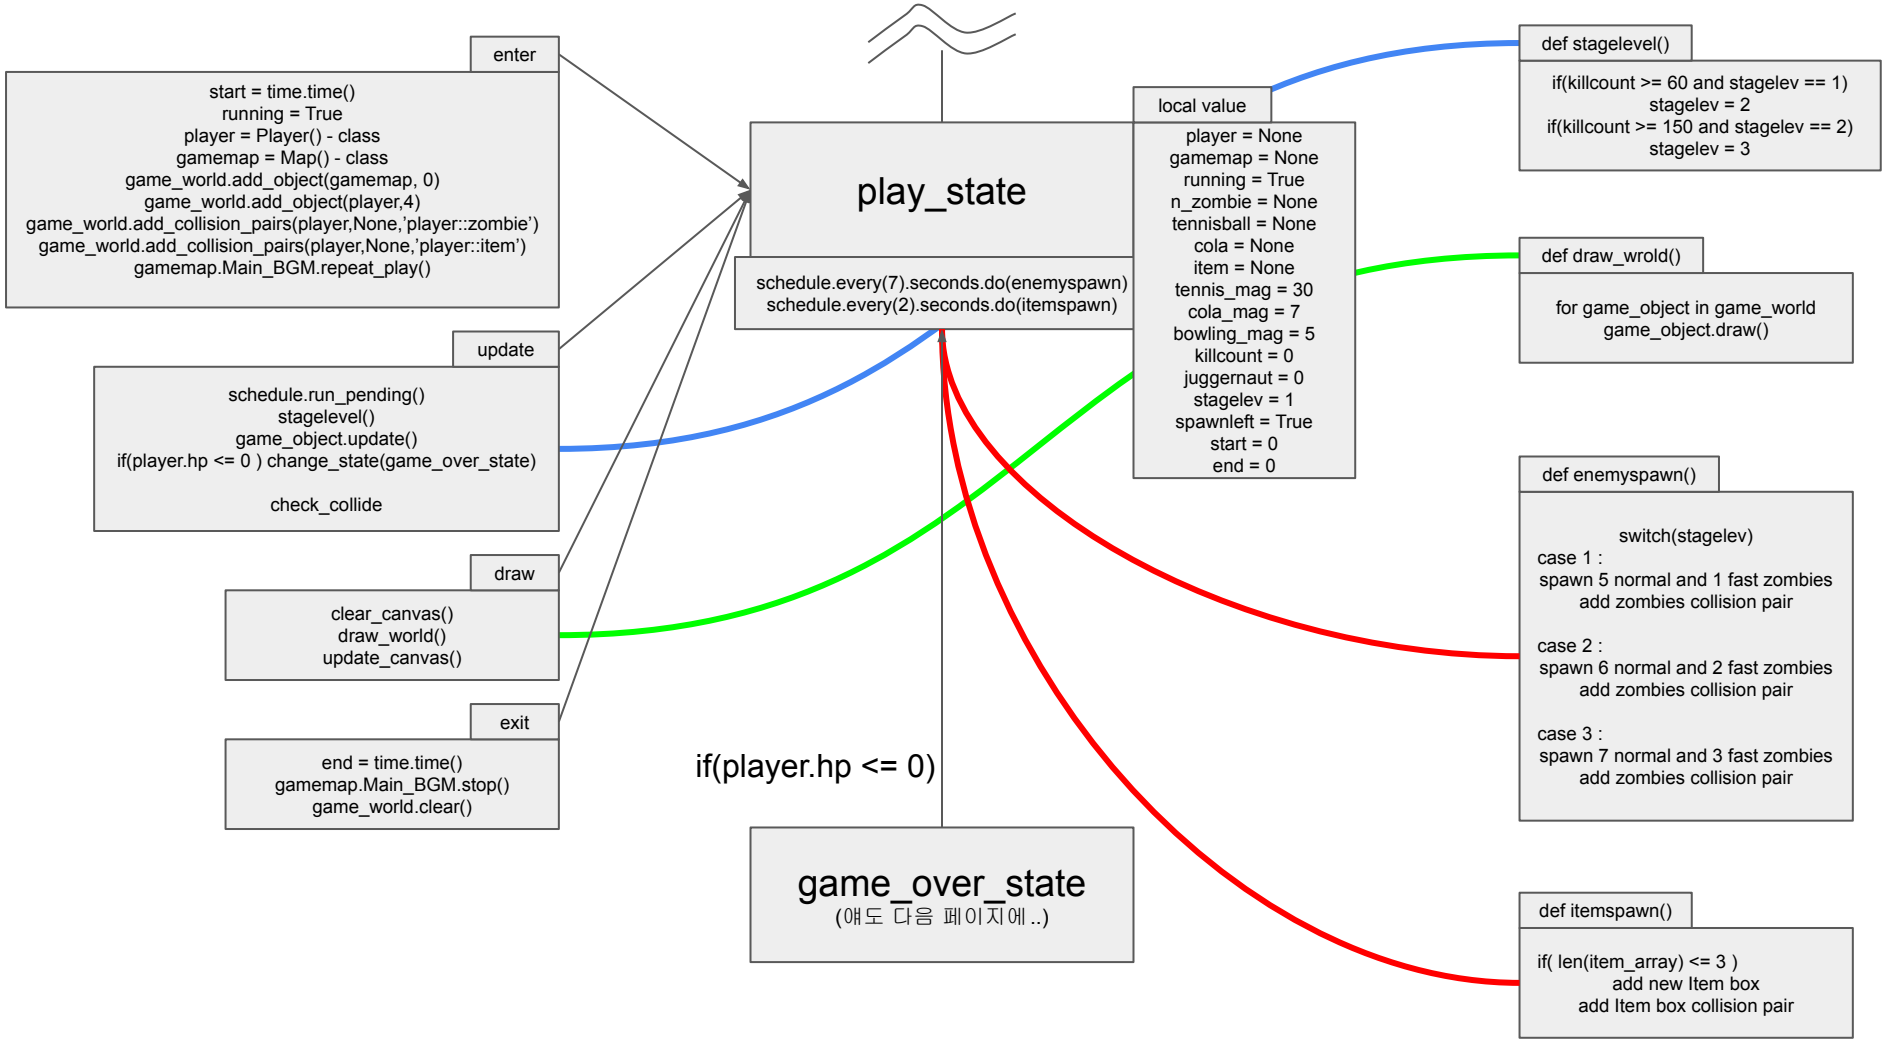 enter
start = time.time()
running = True
player = Player() - class
gamemap = Map() - class
game_world.add_object(gamemap, 0)
game_world.add_object(player,4)
game_world.add_collision_pairs(player,None,’player::zombie’)
game_world.add_collision_pairs(player,None,’player::item’)
gamemap.Main_BGM.repeat_play()
update
schedule.run_pending()
stagelevel()
game_object.update()
if(player.hp <= 0 ) change_state(game_over_state)
check_collide
draw
clear_canvas()
draw_world()
update_canvas()
exit
end = time.time()
gamemap.Main_BGM.stop()
game_world.clear()
play_state
schedule.every(7).seconds.do(enemyspawn)
schedule.every(2).seconds.do(itemspawn)
if(player.hp <= 0)
game_over_state
(얘도 다음 페이지에..)
local value
player = None
gamemap = None
running = True
n_zombie = None
tennisball = None
cola = None
item = None
tennis_mag = 30
cola_mag = 7
bowling_mag = 5
killcount = 0
juggernaut = 0
stagelev = 1
spawnleft = True
start = 0
end = 0
def stagelevel()
if(killcount >= 60 and stagelev == 1)
stagelev = 2
if(killcount >= 150 and stagelev == 2)
stagelev = 3
def draw_wrold()
for game_object in game_world
game_object.draw()
def enemyspawn()
switch(stagelev)
case 1 :
spawn 5 normal and 1 fast zombies
add zombies collision pair
case 2 :
spawn 6 normal and 2 fast zombies
add zombies collision pair
case 3 :
spawn 7 normal and 3 fast zombies
add zombies collision pair
def itemspawn()
if( len(item_array) <= 3 )
add new Item box
add Item box collision pair